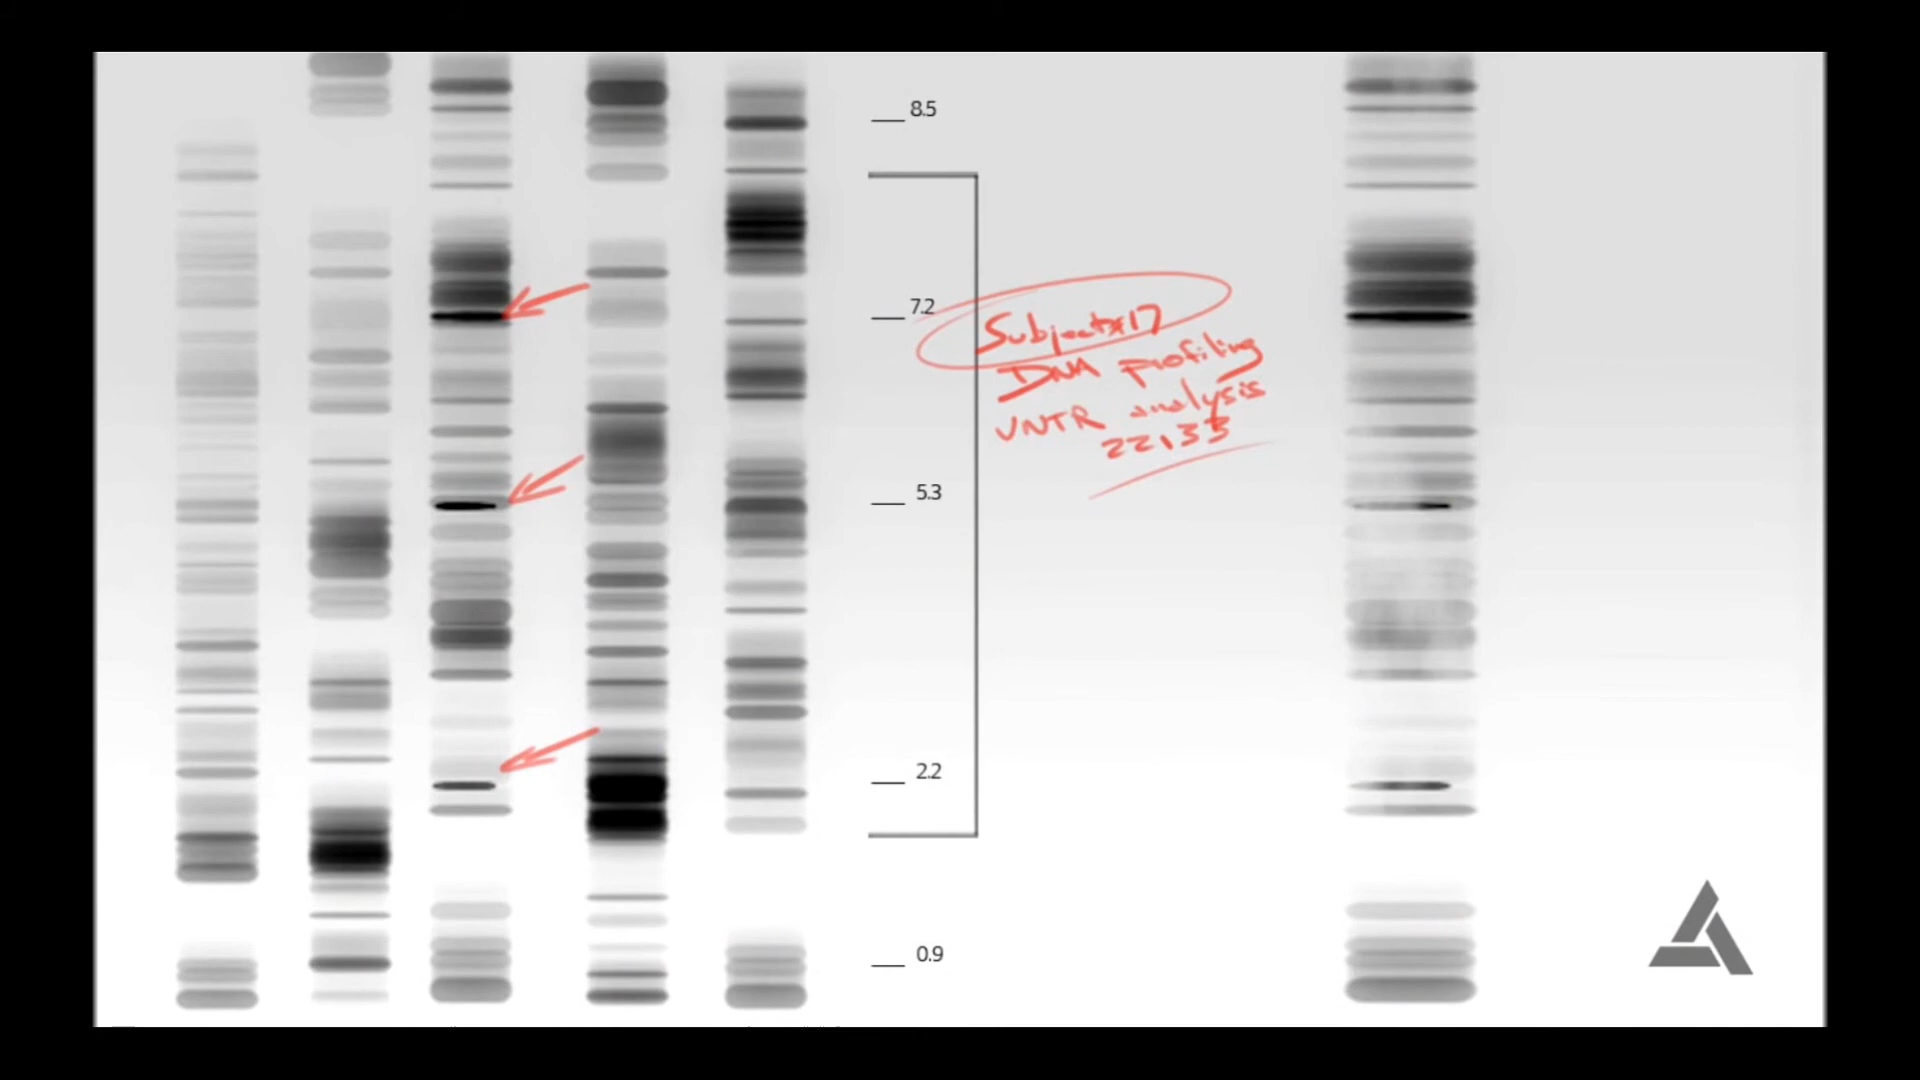 8.5
7.2
Subject#17
DNA profiling
VNTR analysis
22135
5.3
2.2
0.9